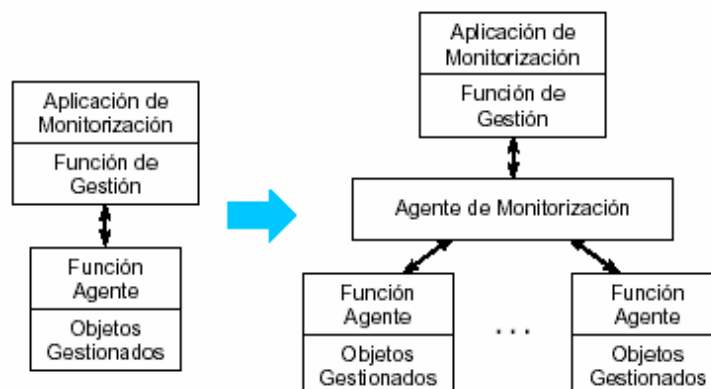 Aplicación de
Monitorización
Función de
Gestión
Función
Agente
Objetos
Gestionados
Aplicación de
Monitorización
Función de
Gestión
Agente de Monitorización
Función
Agente
Objetos
Gestionados
. . .
Función
Agente
Objetos
Gestionados